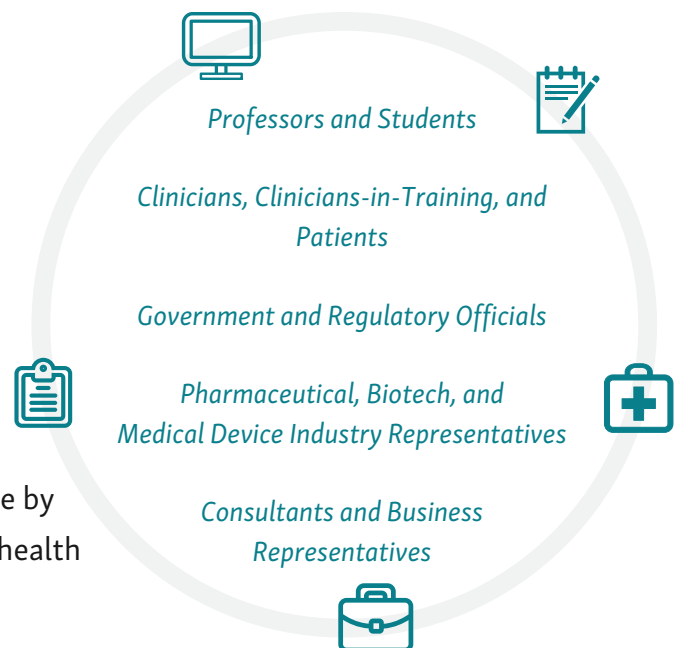 Professors and Students
Clinicians, Clinicians-in-Training, and
Patients
Government and Regulatory Officials
Pharmaceutical, Biotech, and
Medical Device Industry Representatives
Consultants and Business
Representatives
e by
health